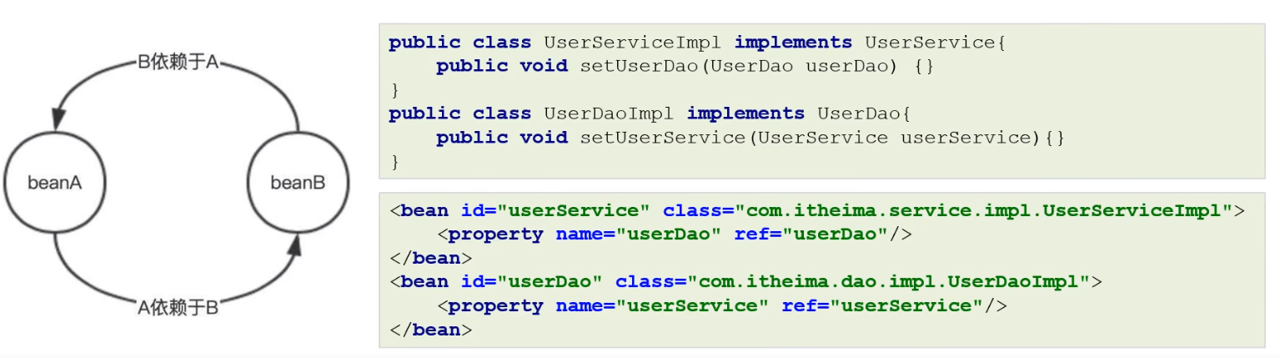 B依赖于A
beanA
beanB
A依赖于B
public class UserServiceImpl implements UserService{
    public void setUserDao(UserDao userDao) {}
}
public class UserDaoImpl implements UserDao{
    public void setUserService(UserService userService){}
}
<bean id="userService" class="com.itheima.service.impl.UserServiceImpl">
    <property name="userDao" ref="userDao"/>
</bean>
<bean id="userDao" class="com.itheima.dao.impl.UserDaoImpl">
    <property name="userService" ref="userService"/>
</bean>